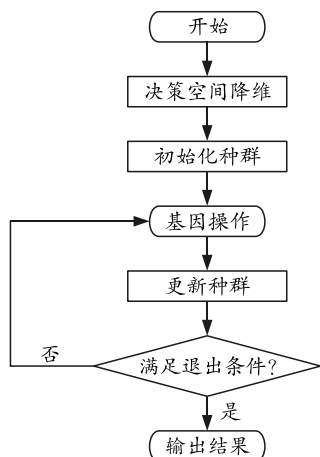 开始
决策空间降维
初始化种群
基因操作
更新种群
否
满足退出条件?
是
输出结果